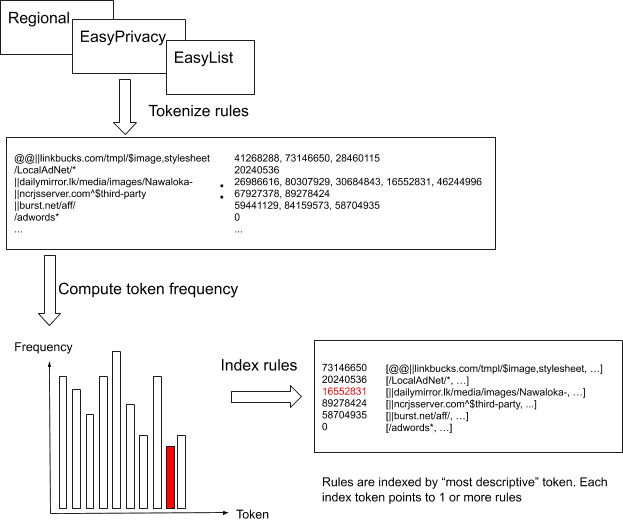 Regional
EasyPrivacy
EasyList
Tokenize rules
@@||linkbucks.com/tmpl/$image,stylesheet 41268288, 73146650, 28460115
/LocalAdNet/* 20240536
||dailymirror.lk/media/images/Nawaloka- : 26986616, 80307929, 30684843, 16552831, 46244996
||ncrjsserver.com^$third-party 67927378, 89278424
||burst.net/aff/ 59441129, 84159573, 58704935
/adwords* 0
... ...
Compute token frequency
Frequency
Token
Index rules
73146650 [@@||linkbucks.com/tmpl/$image,stylesheet, …]
20240536 [/LocalAdNet/*, …]
16552831 [||dailymirror.lk/media/images/Nawaloka-, …]
89278424 [||ncrjsserver.com^$third-party, ...]
58704935 [||burst.net/aff/, …]
0 [/adwords*, …]
Rules are indexed by “most descriptive” token. Each
index token points to 1 or more rules